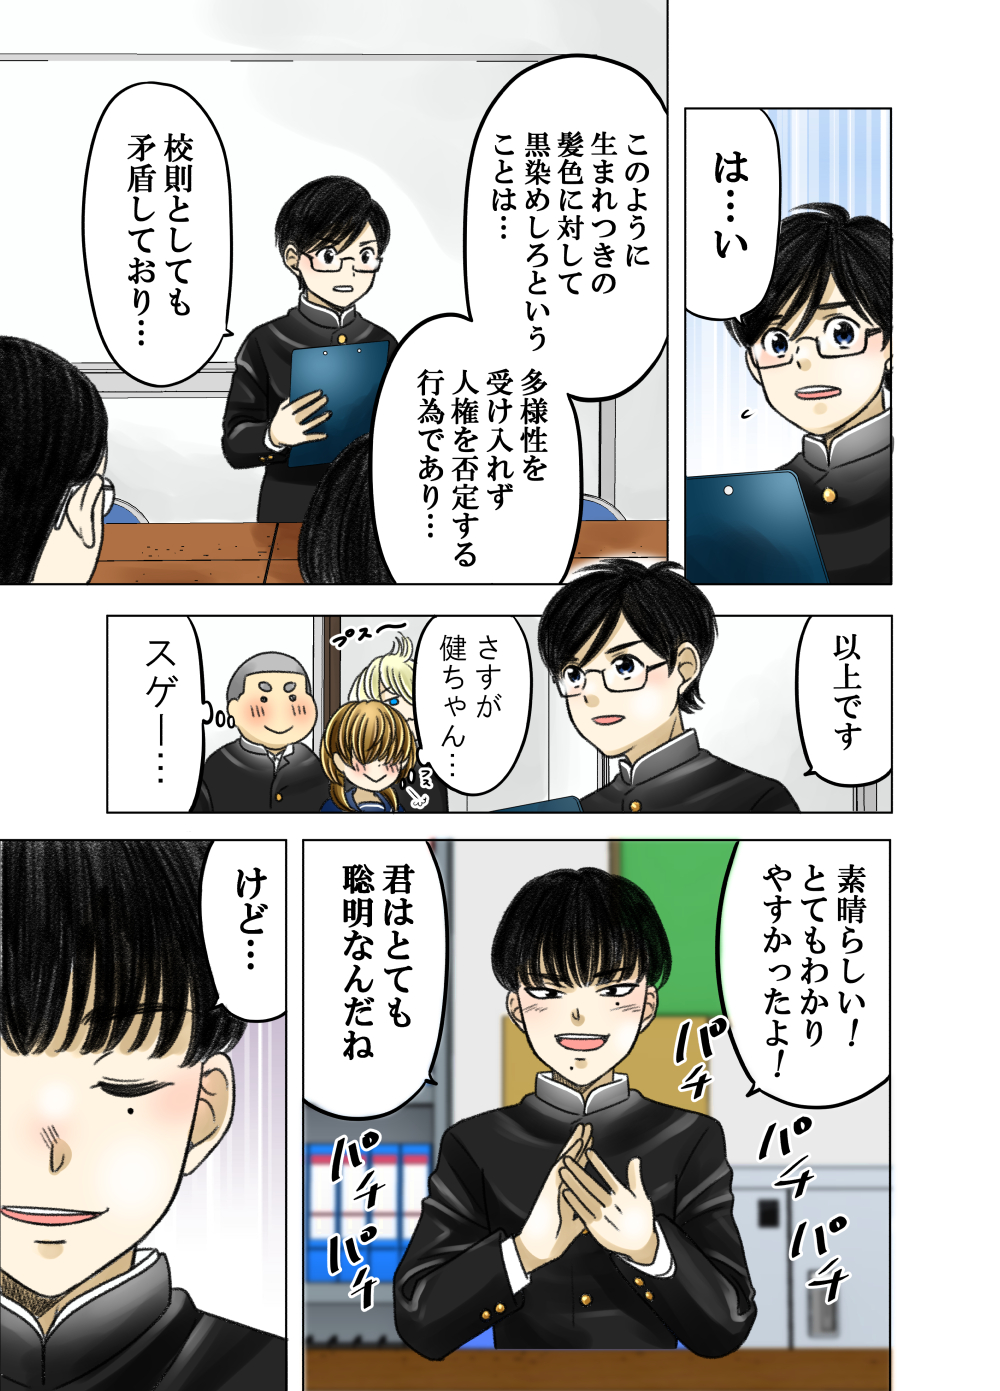 は…い
このように
生まれつきの
髪色に対して
黒染めしろという
ことは…
多様性を
受け入れず
人権を否定する
行為であり…
校則としても
矛盾しており…
以上です
さすが
健ちゃん…
プス〜
スゲー…
素晴らしい！
とてもわかり
やすかったよ！
パチ
パチ
パチ
パチ
パチ
君はとても
聡明なんだね
けど…